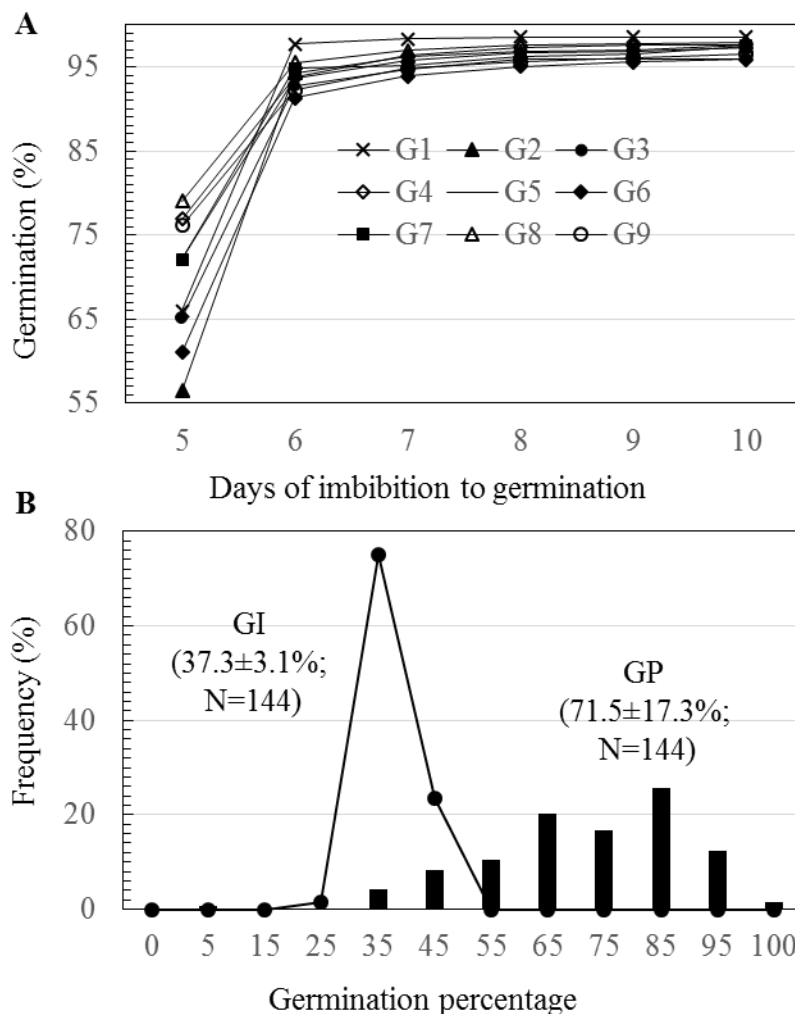 A
Germination (%)
95
85
75
65
55
G1 G2 G3
G4 G5 G6
G7 G8 G9
5 6 7 8 9 10
Days of imbibition to germination
B
Frequency (%)
80
60
40
20
0
GI
(37.3±3.1%;
N=144)
GP
(71.5±17.3%;
N=144)
0 5 15 25 35 45 55 65 75 85 95 100
Germination percentage